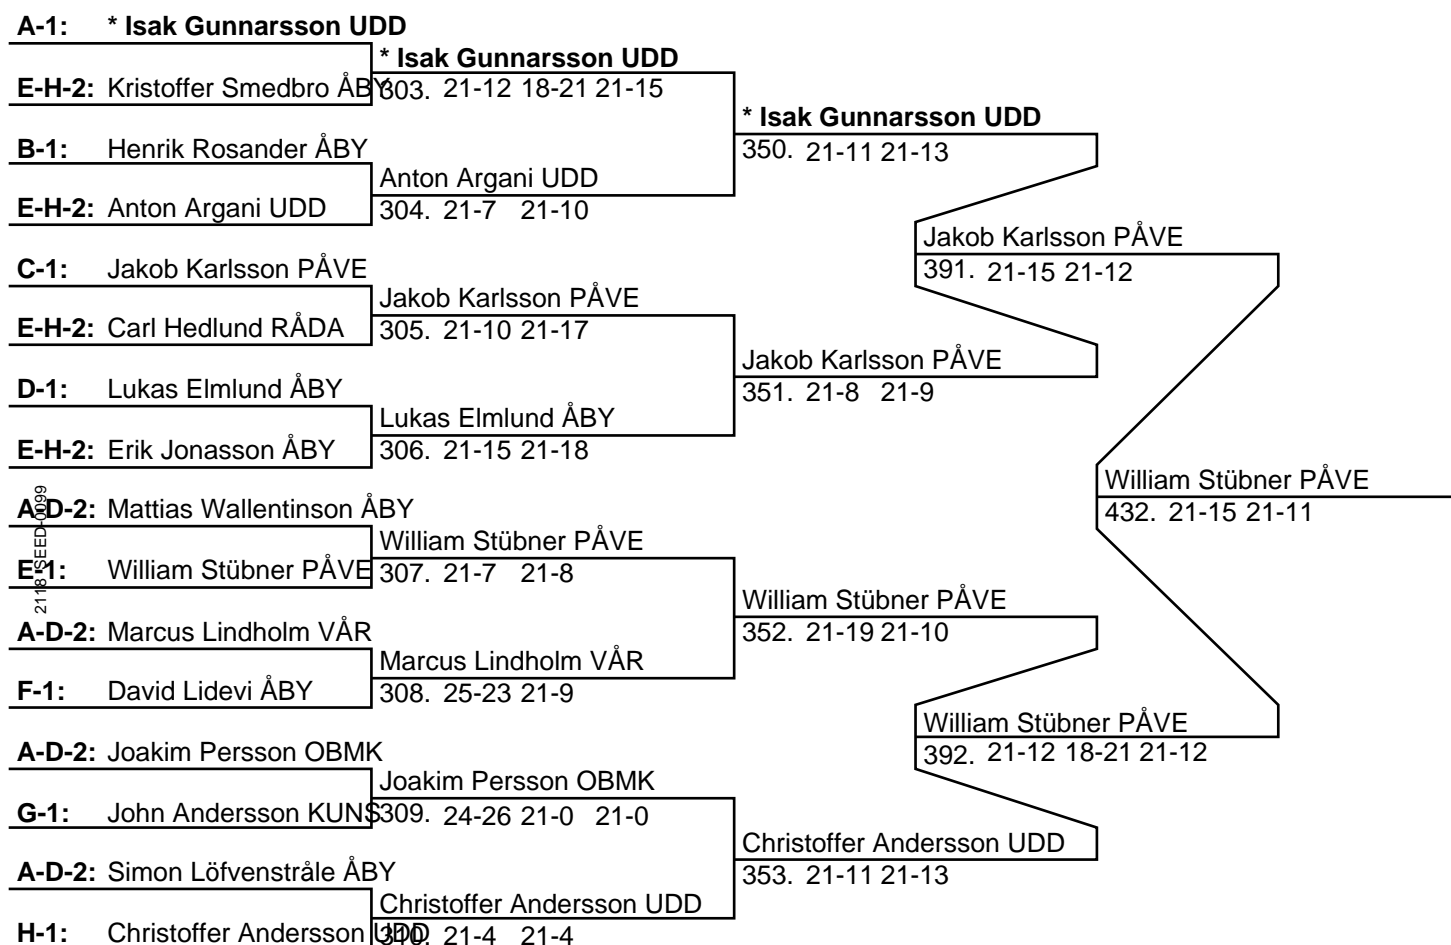 A-1: * Isak Gunnarsson UDD
* Isak Gunnarsson UDD
E-H-2: Kristoffer Smedbro ÅBY
303. 21-12 18-21 21-15
* Isak Gunnarsson UDD
B-1: Henrik Rosander ÅBY
350. 21-11 21-13
Anton Argani UDD
E-H-2: Anton Argani UDD
304. 21-7 21-10
Jakob Karlsson PÅVE
C-1: Jakob Karlsson PÅVE
391. 21-15 21-12
Jakob Karlsson PÅVE
E-H-2: Carl Hedlund RÅDA
305. 21-10 21-17
Jakob Karlsson PÅVE
D-1: Lukas Elmlund ÅBY
351. 21-8 21-9
Lukas Elmlund ÅBY
E-H-2: Erik Jonasson ÅBY
306. 21-15 21-18
William Stübner PÅVE
A-D-2: Mattias Wallentinson ÅBY
432. 21-15 21-11
2118 SEED-0099
William Stübner PÅVE
E-1: William Stübner PÅVE
307. 21-7 21-8
William Stübner PÅVE
A-D-2: Marcus Lindholm VÅR
352. 21-19 21-10
Marcus Lindholm VÅR
F-1: David Lidevi ÅBY
308. 25-23 21-9
William Stübner PÅVE
A-D-2: Joakim Persson OBMK
392. 21-12 18-21 21-12
Joakim Persson OBMK
G-1: John Andersson KUNS
309. 24-26 21-0 21-0
Christoffer Andersson UDD
A-D-2: Simon Löfvenstråle ÅBY
353. 21-11 21-13
Christoffer Andersson UDD
H-1: Christoffer Andersson UDD
310. 21-4 21-4